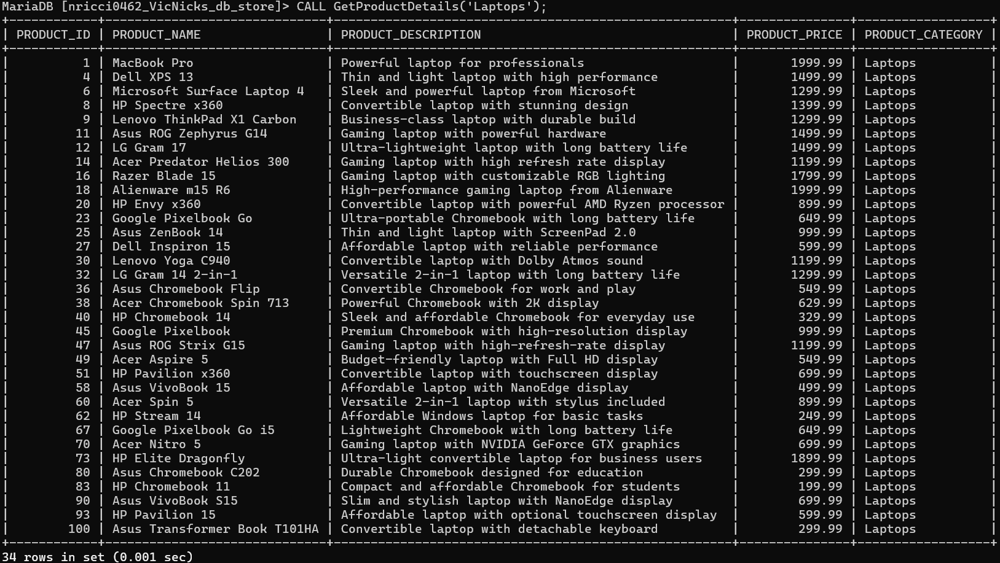 MariaDB [nricci0462_VicNicks_db_store]> CALL GetProductDetails('Laptops');
+------------+------------------------------+------------------------------------------------------+---------------+------------------+
| PRODUCT_ID | PRODUCT_NAME                 | PRODUCT_DESCRIPTION                                  | PRODUCT_PRICE | PRODUCT_CATEGORY |
+------------+------------------------------+------------------------------------------------------+---------------+------------------+
|          1 | MacBook Pro                  | Powerful laptop for professionals                    |       1999.99 | Laptops          |
|          4 | Dell XPS 13                  | Thin and light laptop with high performance          |       1499.99 | Laptops          |
|          6 | Microsoft Surface Laptop 4   | Sleek and powerful laptop from Microsoft             |       1299.99 | Laptops          |
|          8 | HP Spectre x360              | Convertible laptop with stunning design              |       1399.99 | Laptops          |
|          9 | Lenovo ThinkPad X1 Carbon    | Business-class laptop with durable build             |       1299.99 | Laptops          |
|         11 | Asus ROG Zephyrus G14        | Gaming laptop with powerful hardware                 |       1499.99 | Laptops          |
|         12 | LG Gram 17                   | Ultra-lightweight laptop with long battery life      |       1499.99 | Laptops          |
|         14 | Acer Predator Helios 300     | Gaming laptop with high refresh rate display         |       1199.99 | Laptops          |
|         16 | Razer Blade 15               | Gaming laptop with customizable RGB lighting         |       1799.99 | Laptops          |
|         18 | Alienware m15 R6             | High-performance gaming laptop from Alienware        |       1999.99 | Laptops          |
|         20 | HP Envy x360                 | Convertible laptop with powerful AMD Ryzen processor |        899.99 | Laptops          |
|         23 | Google Pixelbook Go          | Ultra-portable Chromebook with long battery life     |        649.99 | Laptops          |
|         25 | Asus ZenBook 14              | Thin and light laptop with ScreenPad 2.0             |        999.99 | Laptops          |
|         27 | Dell Inspiron 15             | Affordable laptop with reliable performance          |        599.99 | Laptops          |
|         30 | Lenovo Yoga C940             | Convertible laptop with Dolby Atmos sound            |       1199.99 | Laptops          |
|         32 | LG Gram 14 2-in-1            | Versatile 2-in-1 laptop with long battery life       |       1299.99 | Laptops          |
|         36 | Asus Chromebook Flip         | Convertible Chromebook for work and play             |        549.99 | Laptops          |
|         38 | Acer Chromebook Spin 713     | Powerful Chromebook with 2K display                  |        629.99 | Laptops          |
|         40 | HP Chromebook 14             | Sleek and affordable Chromebook for everyday use     |        329.99 | Laptops          |
|         45 | Google Pixelbook             | Premium Chromebook with high-resolution display      |        999.99 | Laptops          |
|         47 | Asus ROG Strix G15           | Gaming laptop with high-refresh-rate display         |       1199.99 | Laptops          |
|         49 | Acer Aspire 5                | Budget-friendly laptop with Full HD display          |        549.99 | Laptops          |
|         51 | HP Pavilion x360             | Convertible laptop with touchscreen display          |        699.99 | Laptops          |
|         58 | Asus VivoBook 15             | Affordable laptop with NanoEdge display              |        499.99 | Laptops          |
|         60 | Acer Spin 5                  | Versatile 2-in-1 laptop with stylus included         |        899.99 | Laptops          |
|         62 | HP Stream 14                 | Affordable Windows laptop for basic tasks            |        249.99 | Laptops          |
|         67 | Google Pixelbook Go i5       | Lightweight Chromebook with long battery life        |        649.99 | Laptops          |
|         70 | Acer Nitro 5                 | Gaming laptop with NVIDIA GeForce GTX graphics       |        699.99 | Laptops          |
|         73 | HP Elite Dragonfly           | Ultra-light convertible laptop for business users    |       1899.99 | Laptops          |
|         80 | Asus Chromebook C202         | Durable Chromebook designed for education            |        299.99 | Laptops          |
|         83 | HP Chromebook 11             | Compact and affordable Chromebook for students       |        199.99 | Laptops          |
|         90 | Asus VivoBook S15            | Slim and stylish laptop with NanoEdge display        |        699.99 | Laptops          |
|         93 | HP Pavilion 15               | Affordable laptop with optional touchscreen display  |        599.99 | Laptops          |
|        100 | Asus Transformer Book T101HA | Convertible laptop with detachable keyboard          |        299.99 | Laptops          |
+------------+------------------------------+------------------------------------------------------+---------------+------------------+
34 rows in set (0.001 sec)